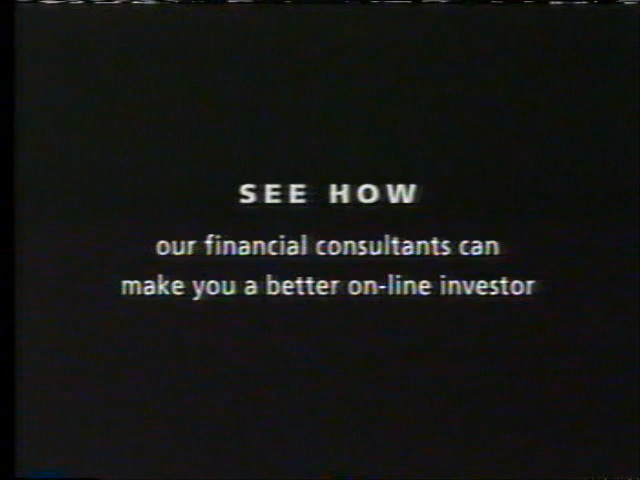 SEE HOW
our financial consultants can
make you a better on-line investor